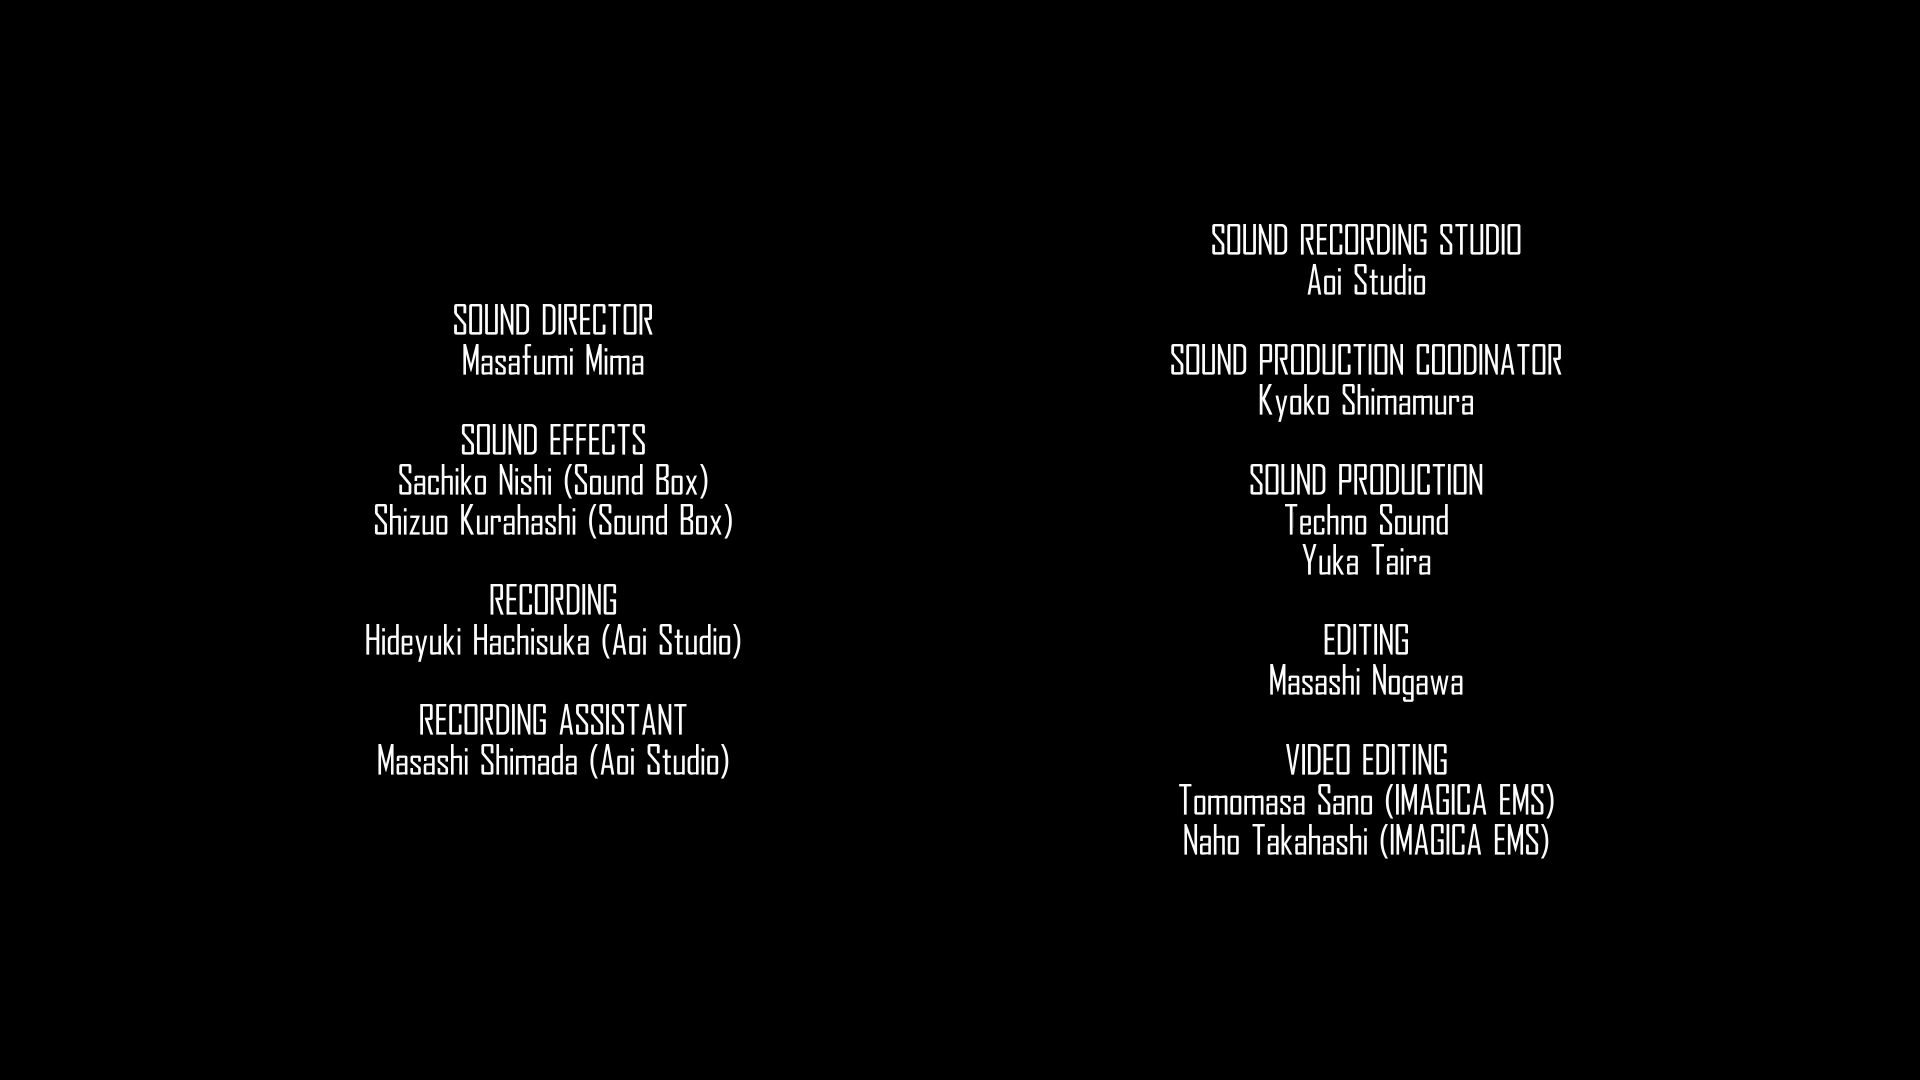 SOUND DIRECTOR
Masafumi Mima
SOUND EFFECTS
Sachiko Nishi (Sound Box)
Shizuo Kurahashi (Sound Box)
RECORDING
Hideyuki Hachisuka (Aoi Studio)
RECORDING ASSISTANT
Masashi Shimada (Aoi Studio)
SOUND RECORDING STUDIO
Aoi Studio
SOUND PRODUCTION COODINATOR
Kyoko Shimamura
SOUND PRODUCTION
Techno Sound
Yuka Taira
EDITING
Masashi Nogawa
VIDEO EDITING
Tomomasa Sano (IMAGICA EMS)
Naho Takahashi (IMAGICA EMS)